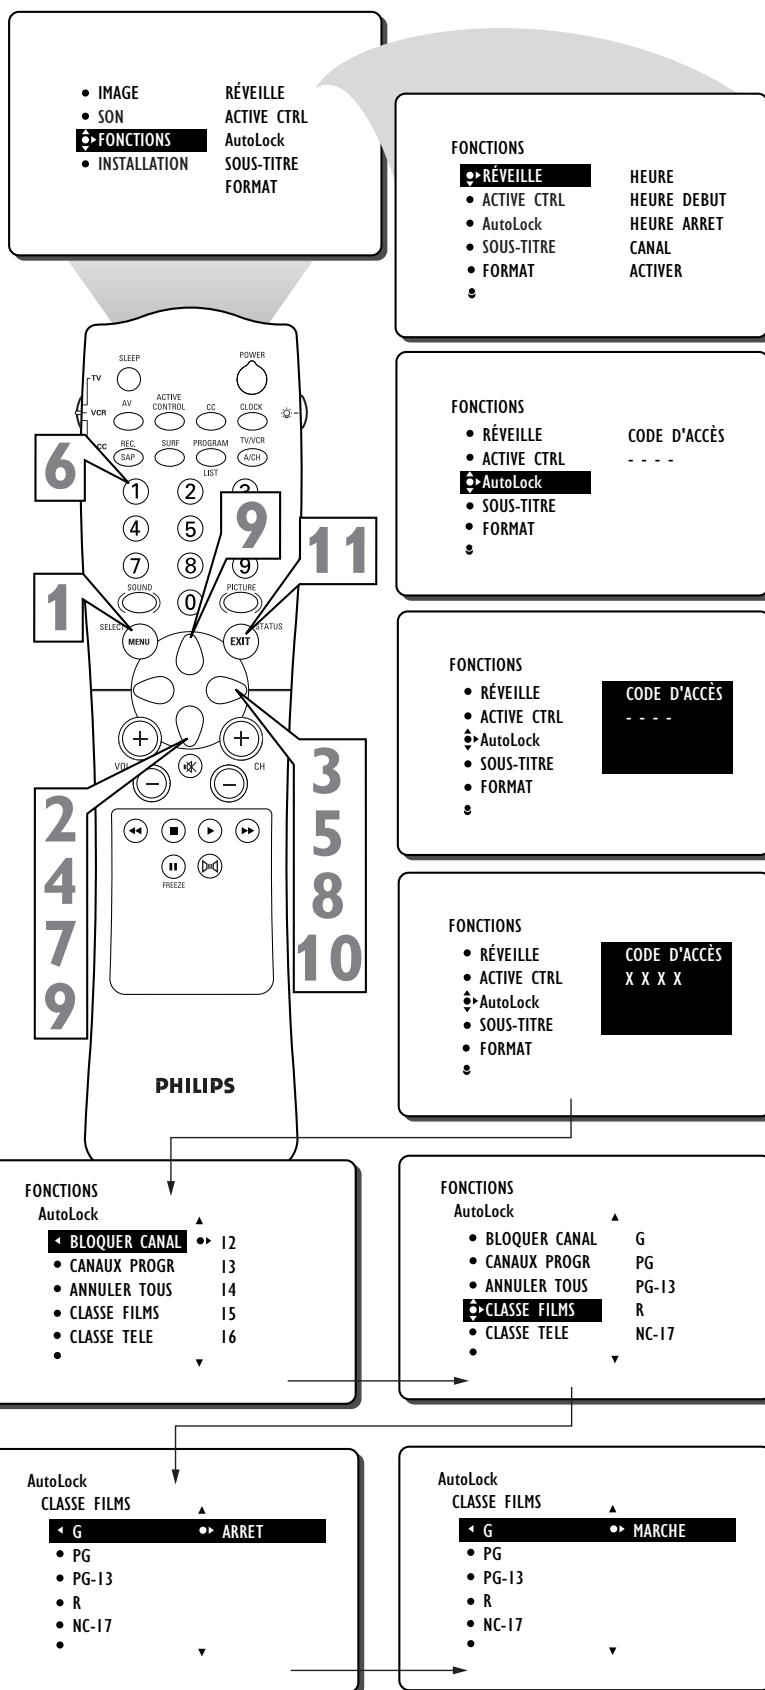 IMAGE RÉVEILLE
SON ACTIVE CTRL
FONCTIONS AutoLock
INSTALLATION SOUS-TITRE
FORMAT
FONCTIONS
RÉVEILLE HEURE
ACTIVE CTRL HEURE DEBUT
AutoLock HEURE ARRET
SOUS-TITRE CANAL
FORMAT ACTIVER
FONCTIONS
RÉVEILLE CODE D'ACCÈS
ACTIVE CTRL - - - -
AutoLock
SOUS-TITRE
FORMAT
FONCTIONS
RÉVEILLE CODE D'ACCÈS
ACTIVE CTRL - - - -
AutoLock
SOUS-TITRE
FORMAT
FONCTIONS
RÉVEILLE CODE D'ACCÈS
ACTIVE CTRL X X X X
AutoLock
SOUS-TITRE
FORMAT
SLEEP POWER
TV
AV ACTIVE CONTROL CC CLOCK
VCR
REC. SURF PROGRAM TV/VCR
SAP A/CH
LIST
1 2
4 5
7 8 9
SOUND 0 PICTURE
SELECT STATUS
MENU EXIT
VOL CH
FREEZE
6
9
11
1
2
4
7
9
3
5
8
10
PHILIPS
FONCTIONS
AutoLock
BLOQUER CANAL 12
CANAUX PROGR 13
ANNULER TOUS 14
CLASSE FILMS 15
CLASSE TELE 16
FONCTIONS
AutoLock
BLOQUER CANAL G
CANAUX PROGR PG
ANNULER TOUS PG-13
CLASSE FILMS R
CLASSE TELE NC-17
AutoLock
CLASSE FILMS
G ARRET
PG
PG-13
R
NC-17
AutoLock
CLASSE FILMS
G MARCHE
PG
PG-13
R
NC-17